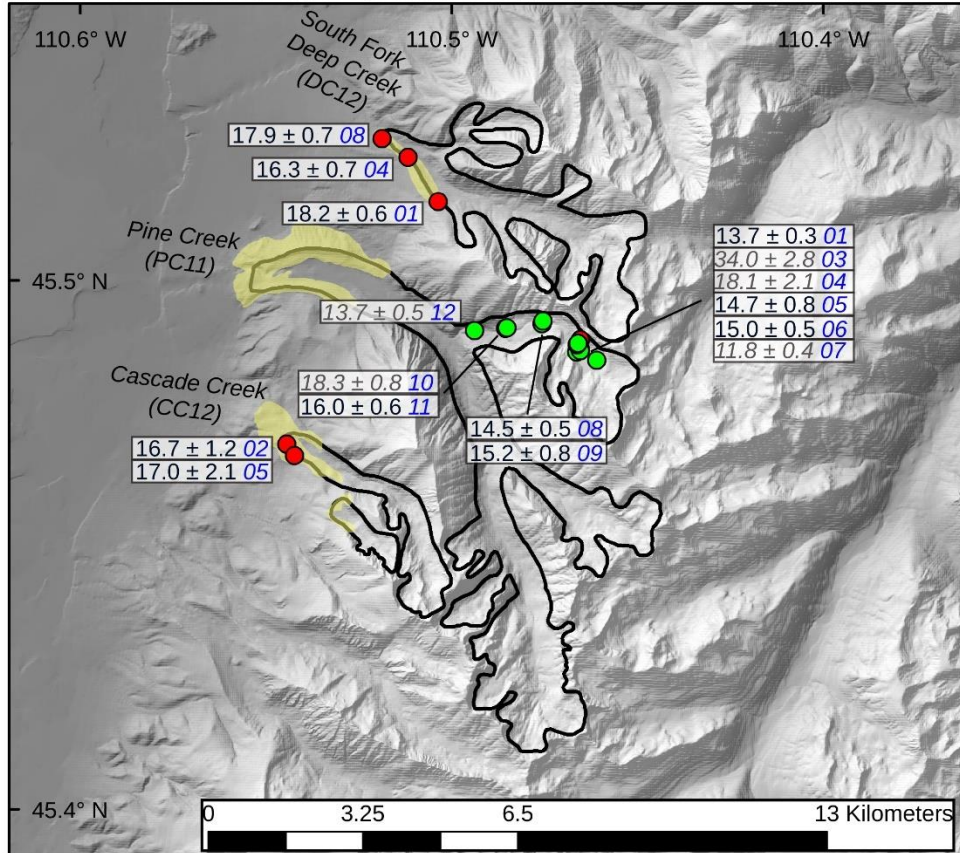 110.6° W
110.5° W
110.4° W
South Fork
Deep Creek
(DC12)
17.9 ± 0.7 08
16.3 ± 0.7 04
18.2 ± 0.6 01
Pine Creek
(PC11)
45.5° N
13.7 ± 0.3 01
34.0 ± 2.8 03
18.1 ± 2.1 04
14.7 ± 0.8 05
15.0 ± 0.5 06
11.8 ± 0.4 07
13.7 ± 0.5 12
Cascade Creek
(CC12)
18.3 ± 0.8 10
16.0 ± 0.6 11
14.5 ± 0.5 08
15.2 ± 0.8 09
16.7 ± 1.2 02
17.0 ± 2.1 05
45.4° N
0 3.25 6.5 13 Kilometers